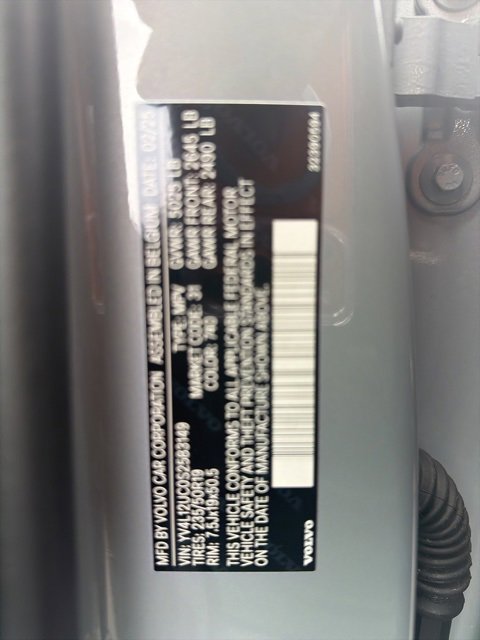 MFD BY VOLVO CAR CORPORATION ASSEMBLED IN BELGIUM DATE: 02/25
VIN: YV4L12UC0S2583149 TYPE: MPV GVWR: 5025 LB
TIRES: 235/50R19 MARKET CODE: 31 GAWR FRONT: 2645 LB
RIM: 7.5Jx19x50.5 COLOR: 740 GAWR REAR: 2490 LB
THIS VEHICLE CONFORMS TO ALL APPLICABLE FEDERAL MOTOR
VEHICLE SAFETY AND THEFT PREVENTION STANDARDS IN EFFECT
ON THE DATE OF MANUFACTURE SHOWN ABOVE.
VOLVO